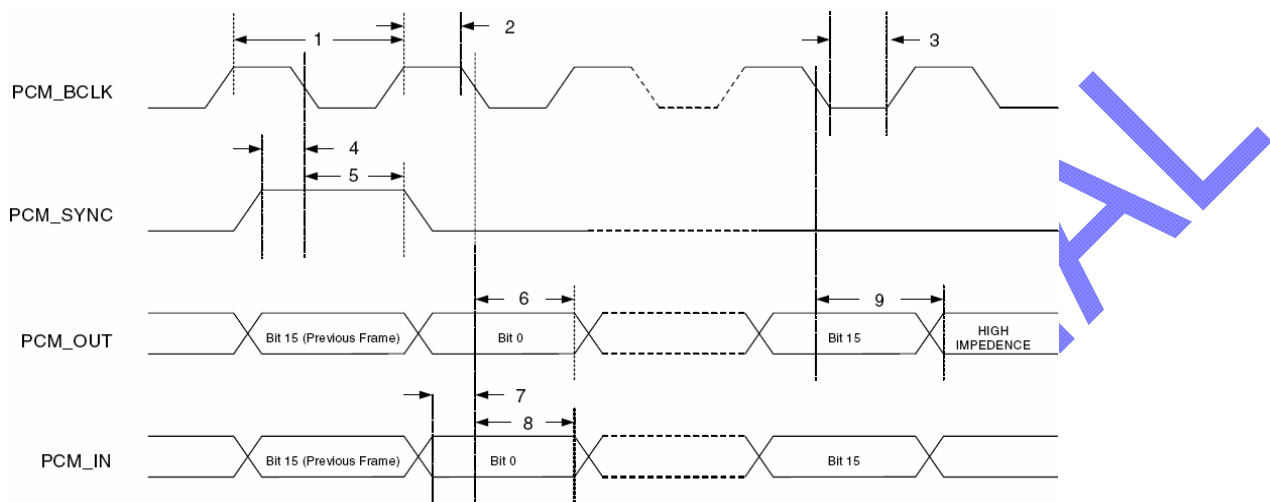 1
2
3
PCM_BCLK
4
5
PCM_SYNC
6
9
PCM_OUT
Bit 15 (Previous Frame)
Bit 0
Bit 15
HIGH
IMPEDENCE
7
8
PCM_IN
Bit 15 (Previous Frame)
Bit 0
Bit 15
AL